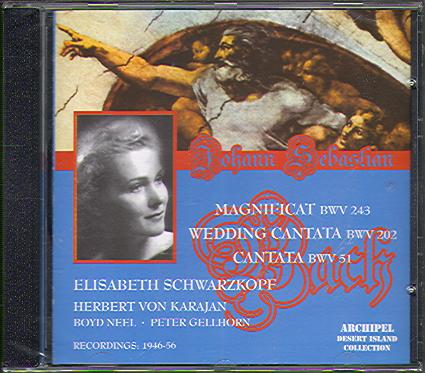 Johann Sebastian
Bach
MAGNIFICAT BWV 243
WEDDING CANTATA BWV 202
CANTATA BWV 51
ELISABETH SCHWARZKOPF
HERBERT VON KARAJAN
BOYD NEEL · PETER GELLHORN
RECORDINGS: 1946-56
ARCHIPEL
DESERT ISLAND
COLLECTION